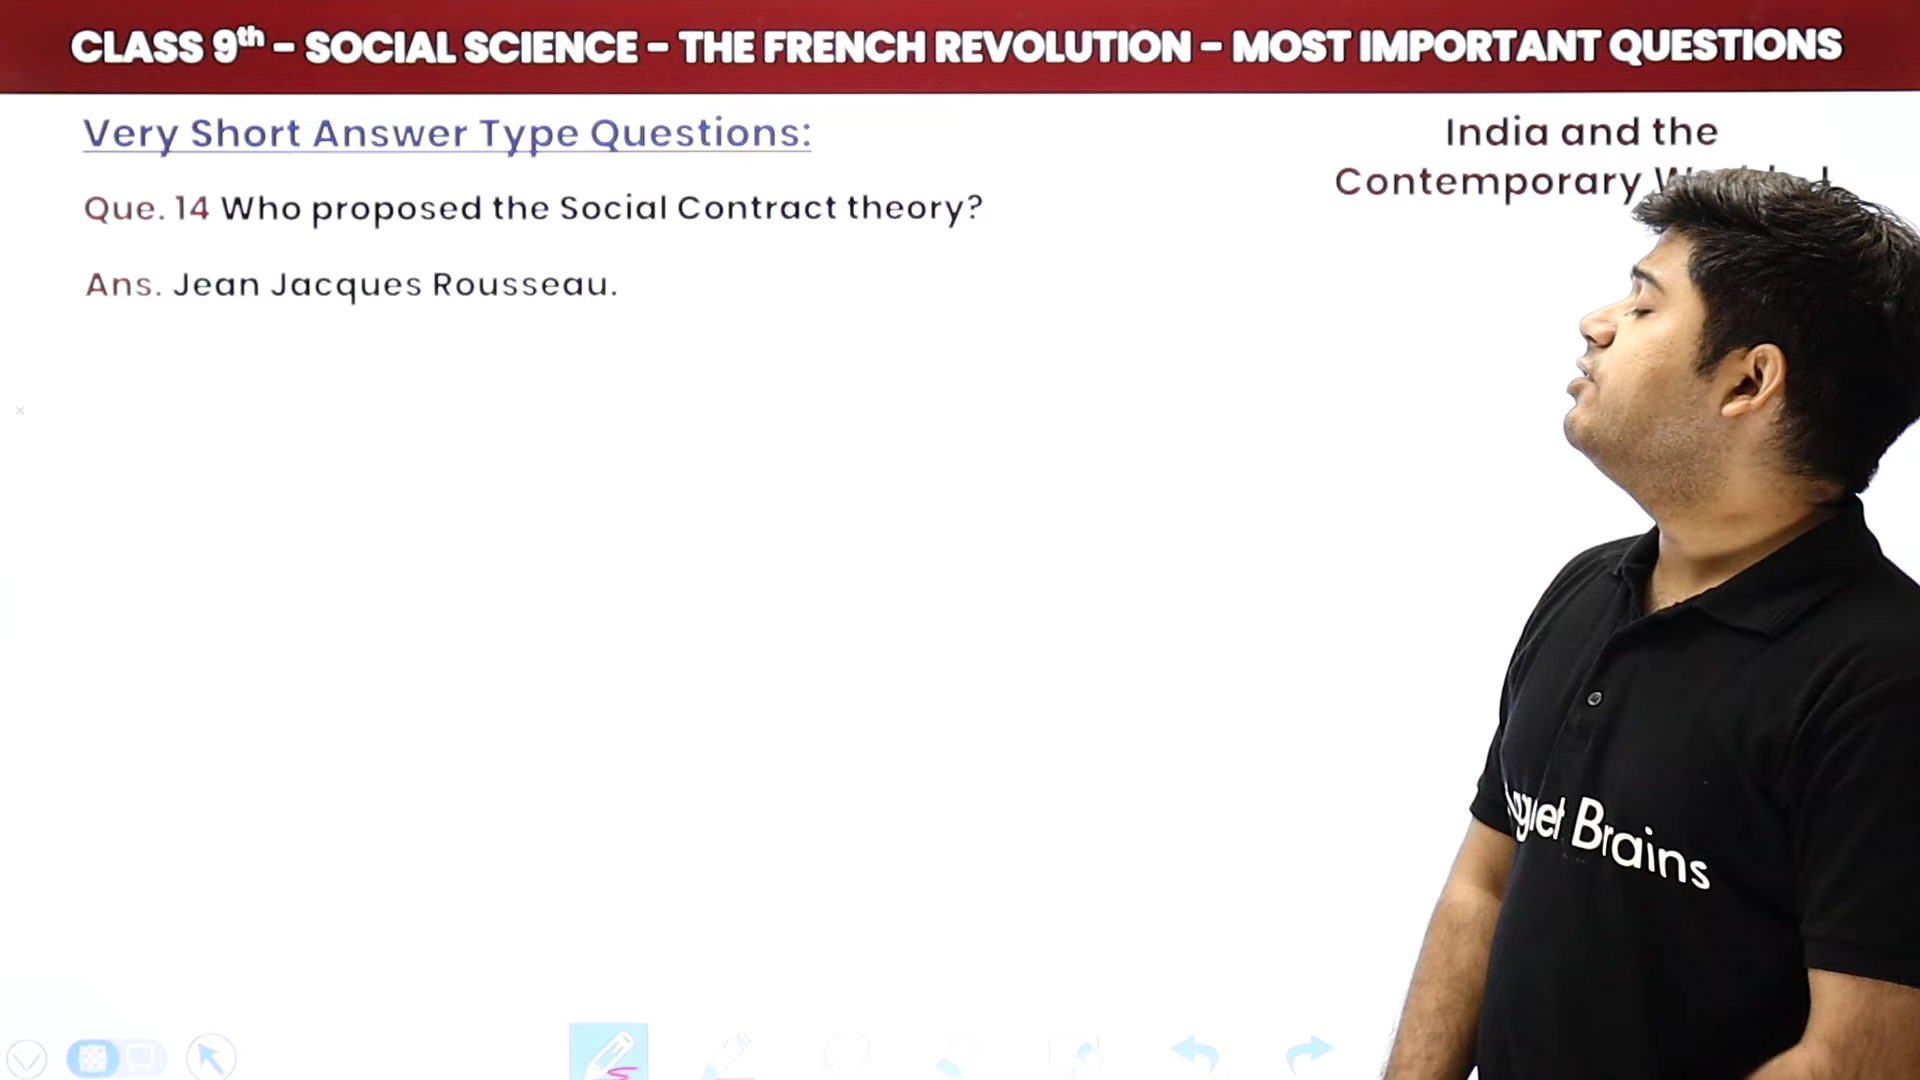 CLASS 9th – SOCIAL SCIENCE – THE FRENCH REVOLUTION – MOST IMPORTANT QUESTIONS
Very Short Answer Type Questions:
India and the
Contemporary
Que. 14 Who proposed the Social Contract theory?
Ans. Jean Jacques Rousseau.
Brains